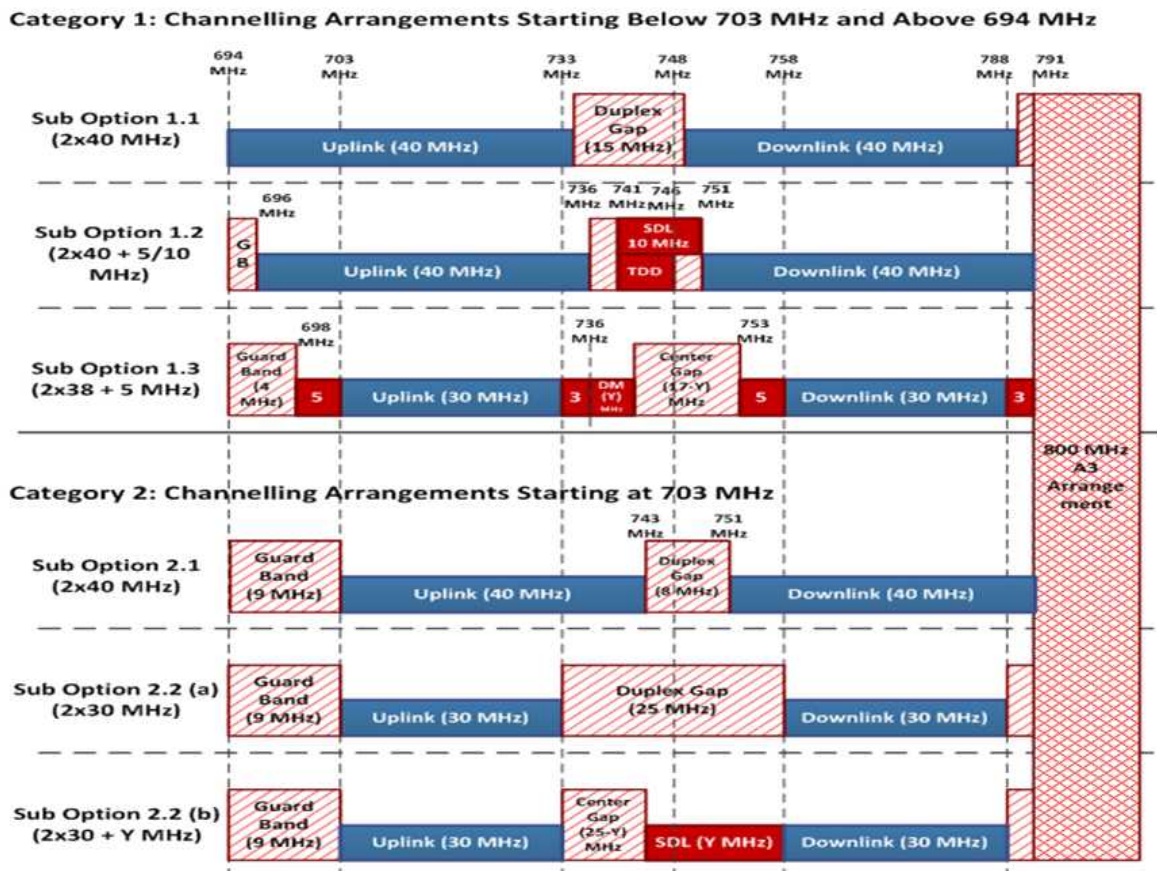 Category 1: Channelling Arrangements Starting Below 703 MHz and Above 694 MHz
694
MHz
703
MHz
733
MHz
748
MHz
758
MHz
788
MHz
791
MHz
Sub Option 1.1
(2x40 MHz)
Uplink (40 MHz)
Duplex
Gap
(15 MHz)
Downlink (40 MHz)
696
MHz
736
MHz
741
MHz
746
MHz
751
MHz
Sub Option 1.2
(2x40 + 5/10
MHz)
G
B
Uplink (40 MHz)
SDL
10 MHz
TDD
Downlink (40 MHz)
698
MHz
736
MHz
753
MHz
Sub Option 1.3
(2x38 + 5 MHz)
Guard
Band
(4
MHz)
5
Uplink (30 MHz)
3
DM
(Y)
MHz
Center
Gap
(17-Y)
MHz
5
Downlink (30 MHz)
3
800 MHz
A3
Arrange
ment
Category 2: Channelling Arrangements Starting at 703 MHz
743
MHz
751
MHz
Sub Option 2.1
(2x40 MHz)
Guard
Band
(9 MHz)
Uplink (40 MHz)
Duplex
Gap
(8 MHz)
Downlink (40 MHz)
Sub Option 2.2 (a)
(2x30 MHz)
Guard
Band
(9 MHz)
Uplink (30 MHz)
Duplex Gap
(25 MHz)
Downlink (30 MHz)
Sub Option 2.2 (b)
(2x30 + Y MHz)
Guard
Band
(9 MHz)
Uplink (30 MHz)
Center
Gap
(25-Y)
MHz
SDL (Y MHz)
Downlink (30 MHz)